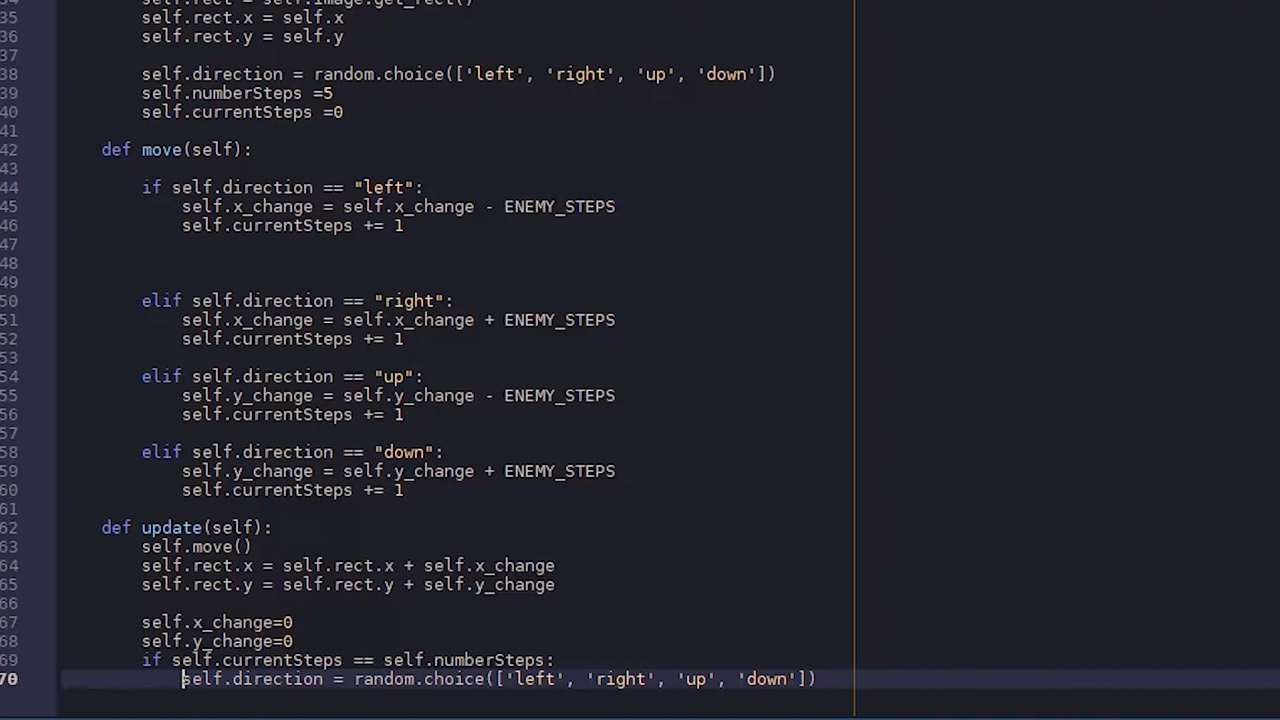 34        self.rect = self.image.get_rect()
35        self.rect.x = self.x
36        self.rect.y = self.y
37
38        self.direction = random.choice(['left', 'right', 'up', 'down'])
39        self.numberSteps =5
40        self.currentSteps =0
41
42    def move(self):
43
44        if self.direction == "left":
45            self.x_change = self.x_change - ENEMY_STEPS
46            self.currentSteps += 1
47
48
49
50        elif self.direction == "right":
51            self.x_change = self.x_change + ENEMY_STEPS
52            self.currentSteps += 1
53
54        elif self.direction == "up":
55            self.y_change = self.y_change - ENEMY_STEPS
56            self.currentSteps += 1
57
58        elif self.direction == "down":
59            self.y_change = self.y_change + ENEMY_STEPS
60            self.currentSteps += 1
61
62    def update(self):
63        self.move()
64        self.rect.x = self.rect.x + self.x_change
65        self.rect.y = self.rect.y + self.y_change
66
67        self.x_change=0
68        self.y_change=0
69        if self.currentSteps == self.numberSteps:
70            self.direction = random.choice(['left', 'right', 'up', 'down'])